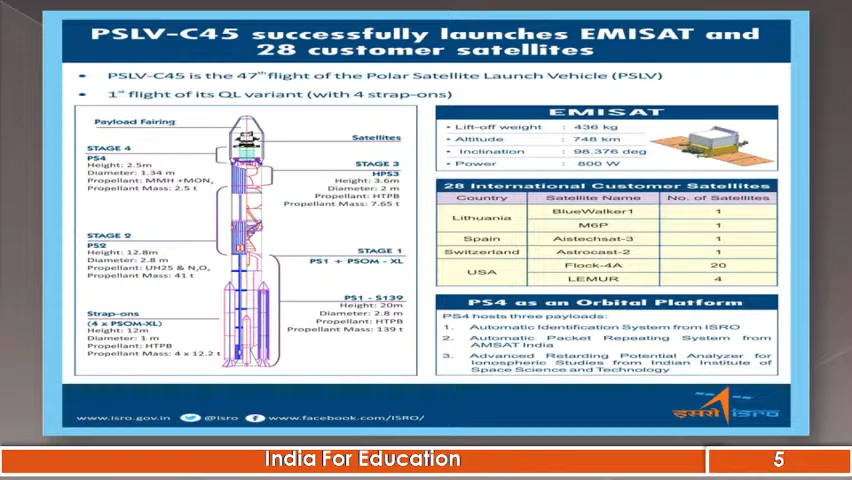 PSLV-C45 successfully launches EMISAT and
28 customer satellites
• PSLV-C45 is the 47th flight of the Polar Satellite Launch Vehicle (PSLV)
• 1st flight of its QL variant (with 4 strap-ons)
Payload Fairing
Satellites
STAGE 4
PS4
Height: 2.5m
Diameter: 1.34 m
Propellant: MMH +MON3
Propellant Mass: 2.5 t
STAGE 3
HPS3
Height: 3.6m
Diameter: 2 m
Propellant: HTPB
Propellant Mass: 7.65 t
STAGE 2
PS2
Height: 12.8m
Diameter: 2.8 m
Propellant: UH25 & N2O4
Propellant Mass: 41 t
STAGE 1
PS1 + PSOM - XL
PS1 - S139
Height: 20m
Diameter: 2.8 m
Propellant: HTPB
Propellant Mass: 139 t
Strap-ons
(4 x PSOM-XL)
Height: 12m
Diameter: 1 m
Propellant: HTPB
Propellant Mass: 4 x 12.2 t
EMISAT
• Lift-off weight : 436 kg
• Altitude : 748 km
• Inclination : 98.376 deg
• Power : 800 W
28 International Customer Satellites
Country Satellite Name No. of Satellites
Lithuania BlueWalker1 1
M6P 1
Spain Aistechsat-3 1
Switzerland Astrocast-2 1
USA Flock-4A 20
LEMUR 4
PS4 as an Orbital Platform
PS4 hosts three payloads:
1. Automatic Identification System from ISRO
2. Automatic Packet Repeating System from
AMSAT India
3. Advanced Retarding Potential Analyzer for
Ionospheric Studies from Indian Institute of
Space Science and Technology
www.isro.gov.in @isro www.facebook.com/ISRO/
इसरो isro
India For Education
5